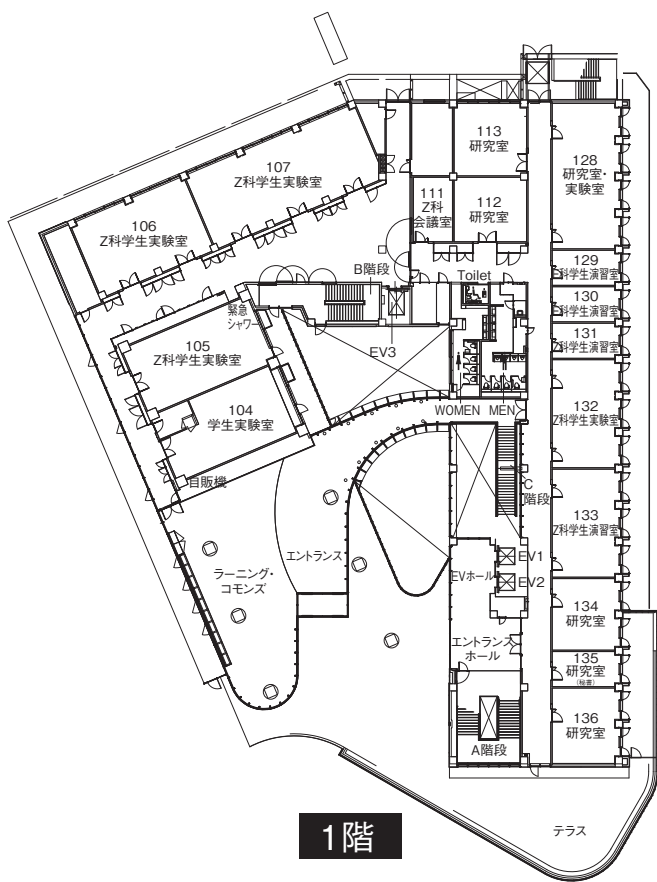 113
研究室
107
Z科学生実験室
128
研究室・
実験室
106
Z科学生実験室
111
Z科
会議室
112
研究室
129
Z科学生演習室
B階段
Toilet
130
Z科学生演習室
緊急
シャワー
131
Z科学生演習室
105
Z科学生実験室
EV3
132
Z科学生実験室
104
学生実験室
WOMEN
MEN
自販機
C
階段
133
Z科学生演習室
エントランス
EV1
ラーニング・
コモンズ
EVホール
EV2
134
研究室
エントランス
ホール
135
研究室
(秘書)
136
研究室
A階段
テラス
1階